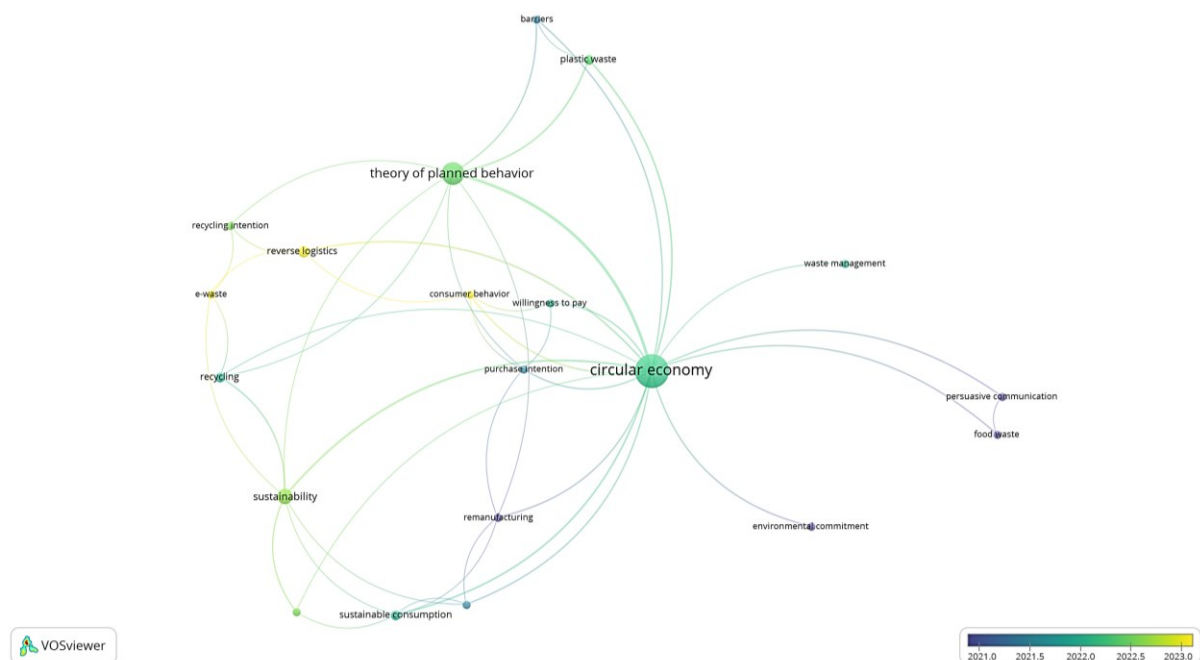 barriers
plastic waste
theory of planned behavior
recycling intention
reverse logistics
waste management
e-waste
consumer behavior
willingness to pay
purchase intention
circular economy
recycling
persuasive communication
food waste
sustainability
remanufacturing
environmental commitment
sustainable consumption
VOSviewer
2021.0 2021.5 2022.0 2022.5 2023.0